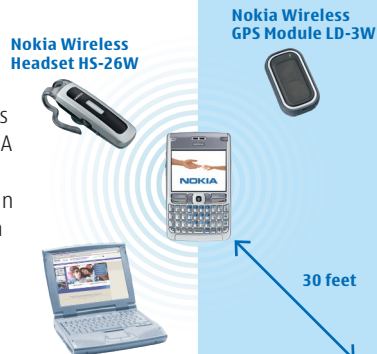 Nokia Wireless
GPS Module LD-3W
Nokia Wireless
Headset HS-26W
s
A
n
NOKIA
30 feet